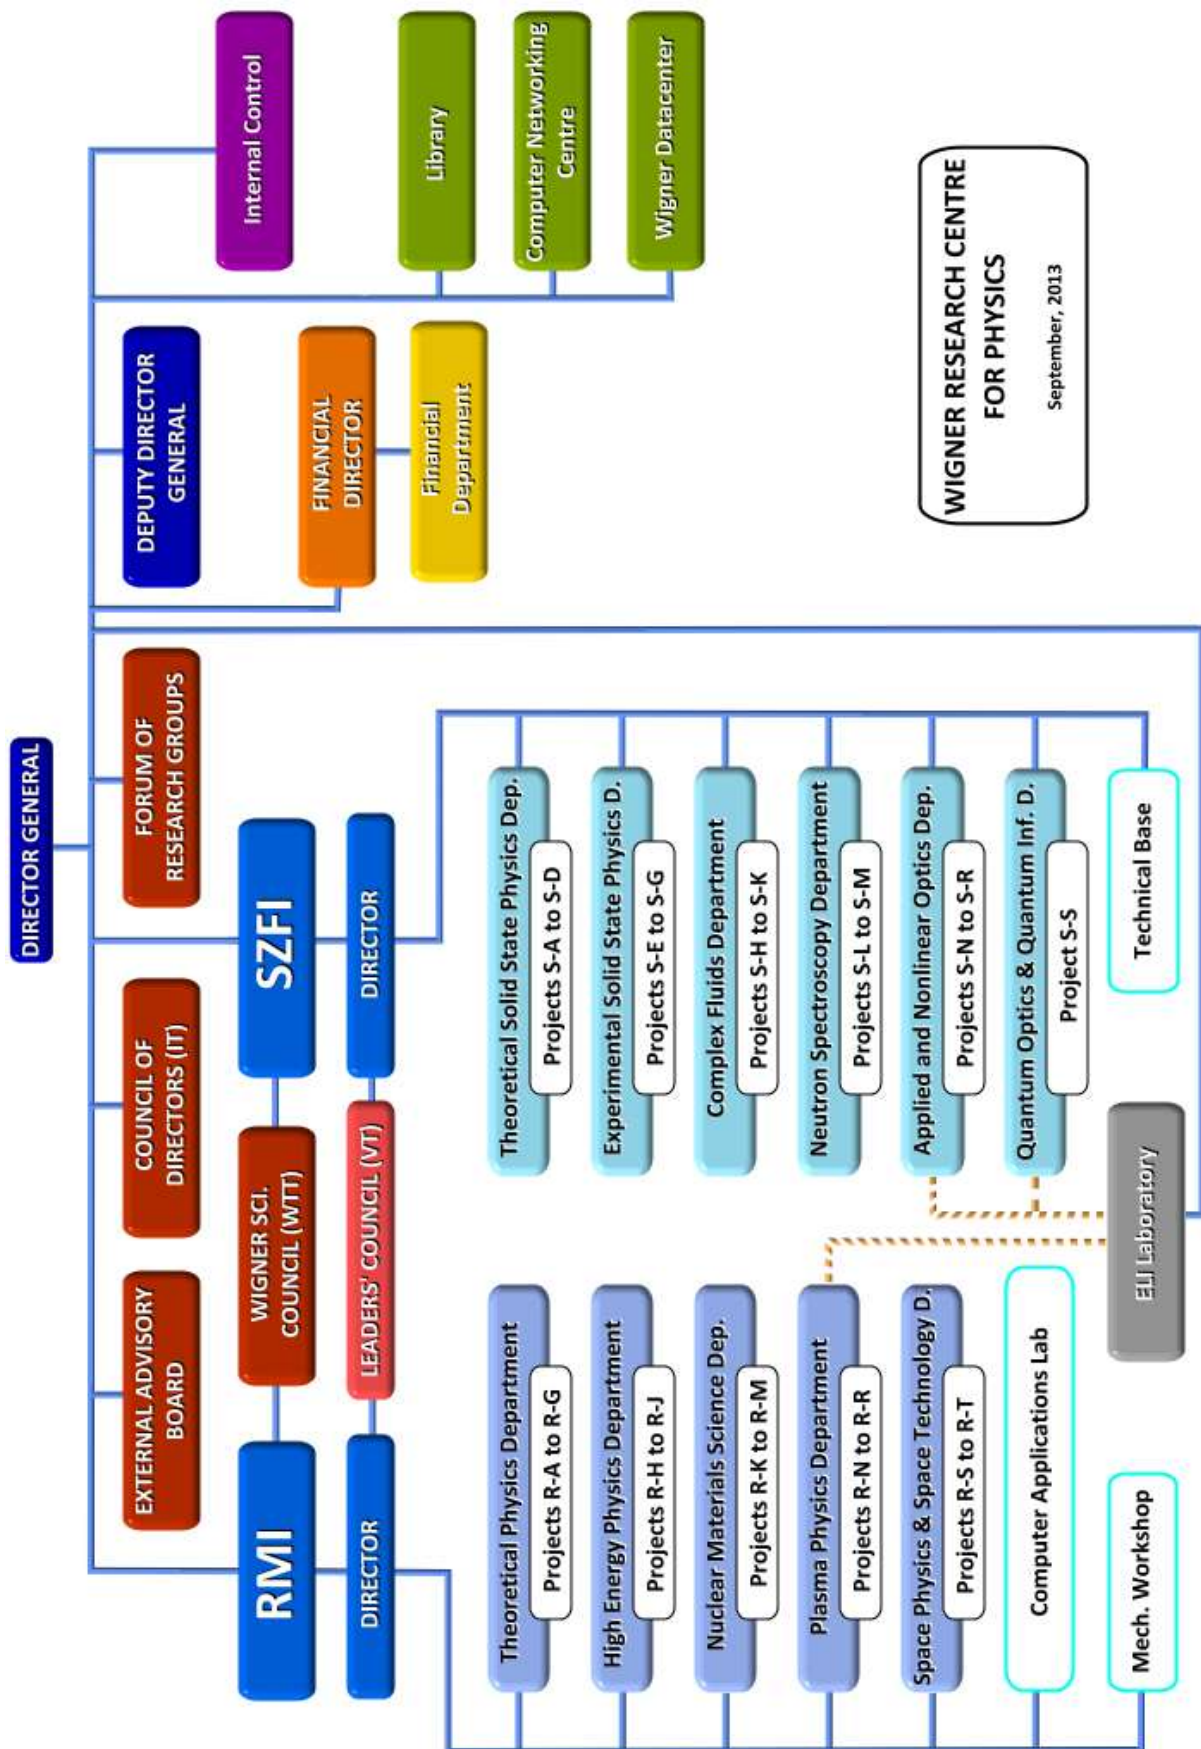 DIRECTOR GENERAL
EXTERNAL ADVISORY
BOARD
COUNCIL OF
DIRECTORS (IT)
FORUM OF
RESEARCH GROUPS
DEPUTY DIRECTOR
GENERAL
Internal Control
RMI
WIGNER SCI.
COUNCIL (WTT)
SZFI
FINANCIAL
DIRECTOR
DIRECTOR
LEADERS' COUNCIL (VT)
DIRECTOR
Financial
Department
Library
Computer Networking
Centre
Wigner Datacenter
Theoretical Physics Department
Projects R-A to R-G
High Energy Physics Department
Projects R-H to R-J
Nuclear Materials Science Dep.
Projects R-K to R-M
Plasma Physics Department
Projects R-N to R-R
Space Physics & Space Technology D.
Projects R-S to R-T
Computer Applications Lab
Mech. Workshop
Theoretical Solid State Physics Dep.
Projects S-A to S-D
Experimental Solid State Physics D.
Projects S-E to S-G
Complex Fluids Department
Projects S-H to S-K
Neutron Spectroscopy Department
Projects S-L to S-M
Applied and Nonlinear Optics Dep.
Projects S-N to S-R
Quantum Optics & Quantum Inf. D.
Project S-S
Technical Base
ELI Laboratory
WIGNER RESEARCH CENTRE
FOR PHYSICS
September, 2013